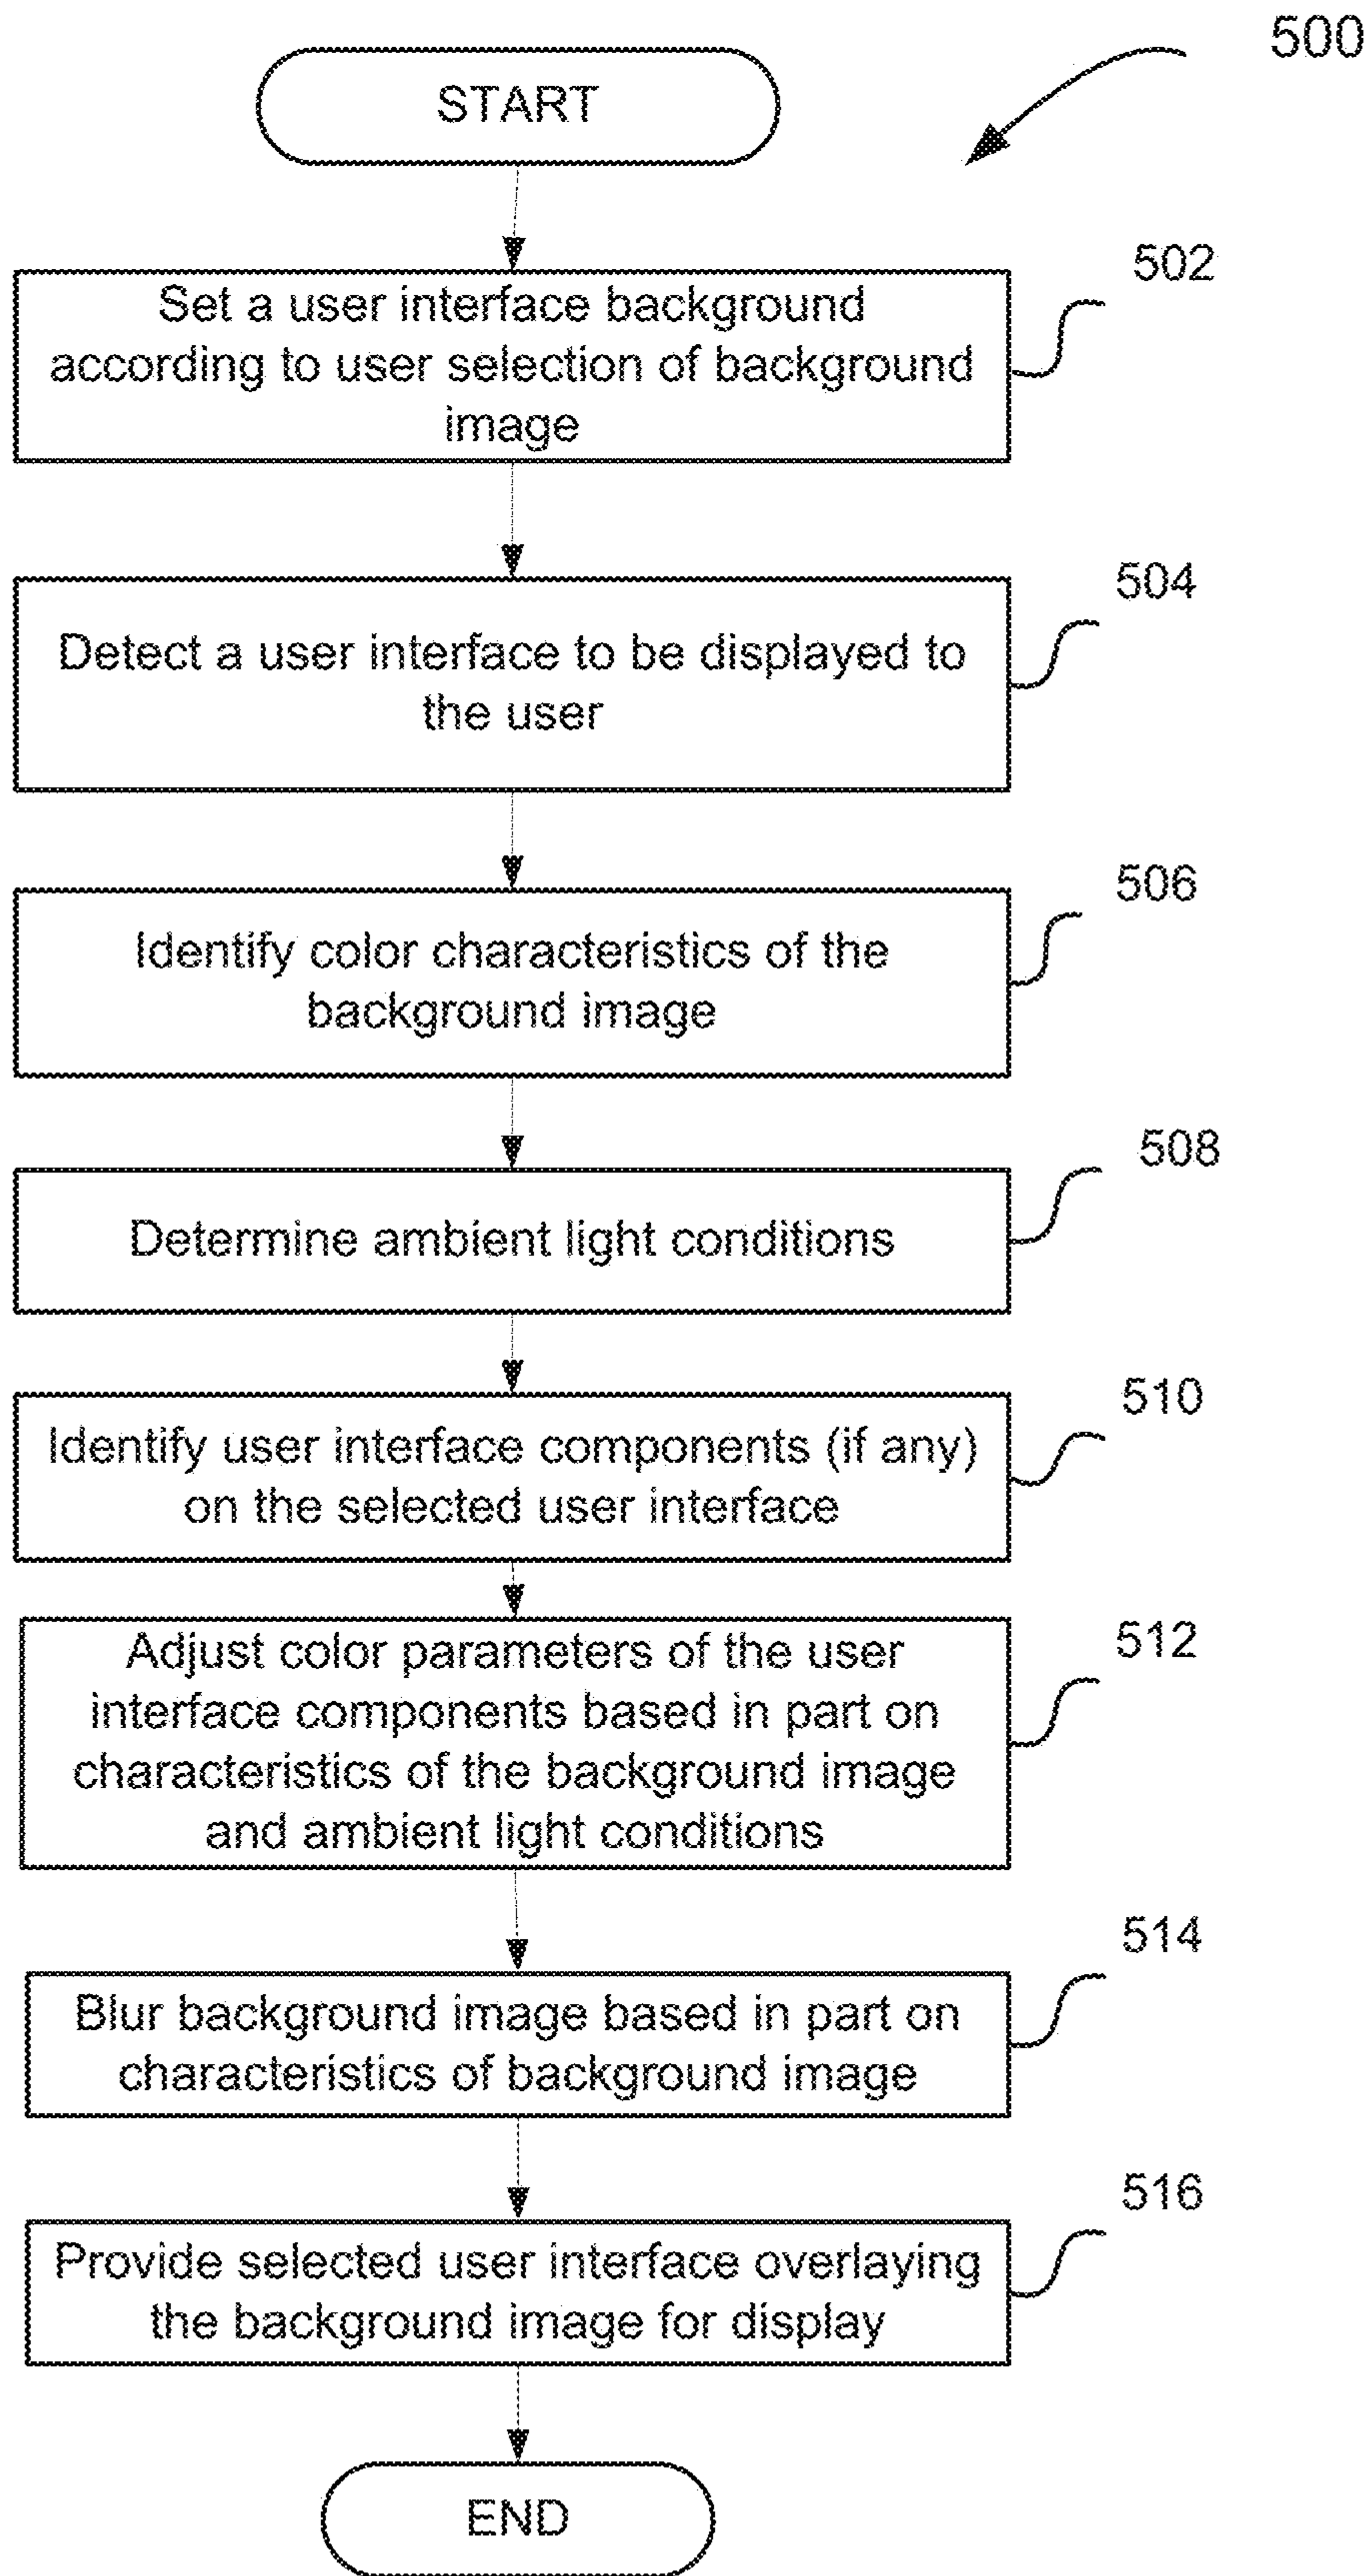 500
START
502
Set a user interface background
according to user selection of background
image
504
Detect a user interface to be displayed to
the user
506
Identify color characteristics of the
background image
508
Determine ambient light conditions
510
Identify user interface components (if any)
on the selected user interface
512
Adjust color parameters of the user
interface components based in part on
characteristics of the background image
and ambient light conditions
514
Blur background image based in part on
characteristics of background image
516
Provide selected user interface overlaying
the background image for display
END